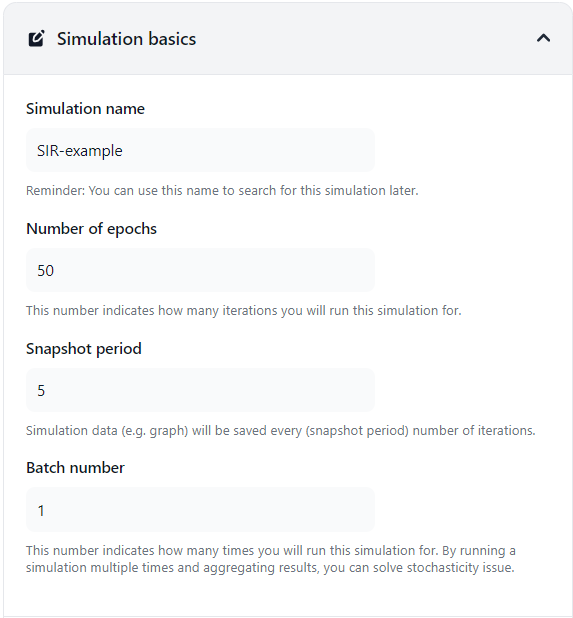 Simulation basics
Simulation name
SIR-example
Reminder: You can use this name to search for this simulation later.
Number of epochs
50
This number indicates how many iterations you will run this simulation for.
Snapshot period
5
Simulation data (e.g. graph) will be saved every (snapshot period) number of iterations.
Batch number
1
This number indicates how many times you will run this simulation for. By running a
simulation multiple times and aggregating results, you can solve stochasticity issue.